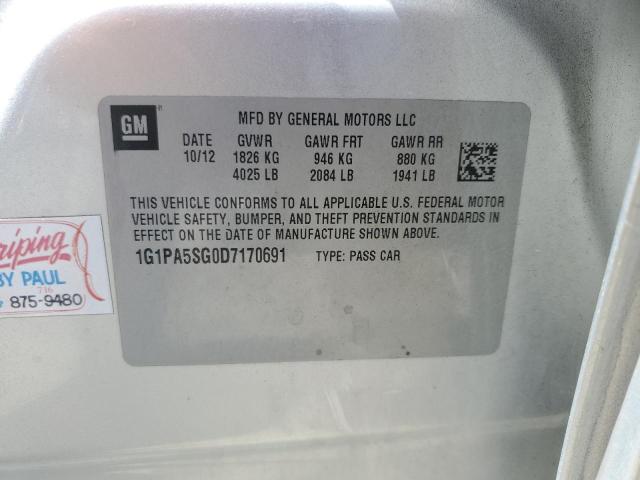 GM
MFD BY GENERAL MOTORS LLC
DATE GVWR GAWR FRT GAWR RR
10/12 1826 KG 946 KG 880 KG
4025 LB 2084 LB 1941 LB
THIS VEHICLE CONFORMS TO ALL APPLICABLE U.S. FEDERAL MOTOR
VEHICLE SAFETY, BUMPER, AND THEFT PREVENTION STANDARDS IN
EFFECT ON THE DATE OF MANUFACTURE SHOWN ABOVE.
1G1PA5SG0D7170691 TYPE: PASS CAR
riping
BY PAUL
716
875-9480